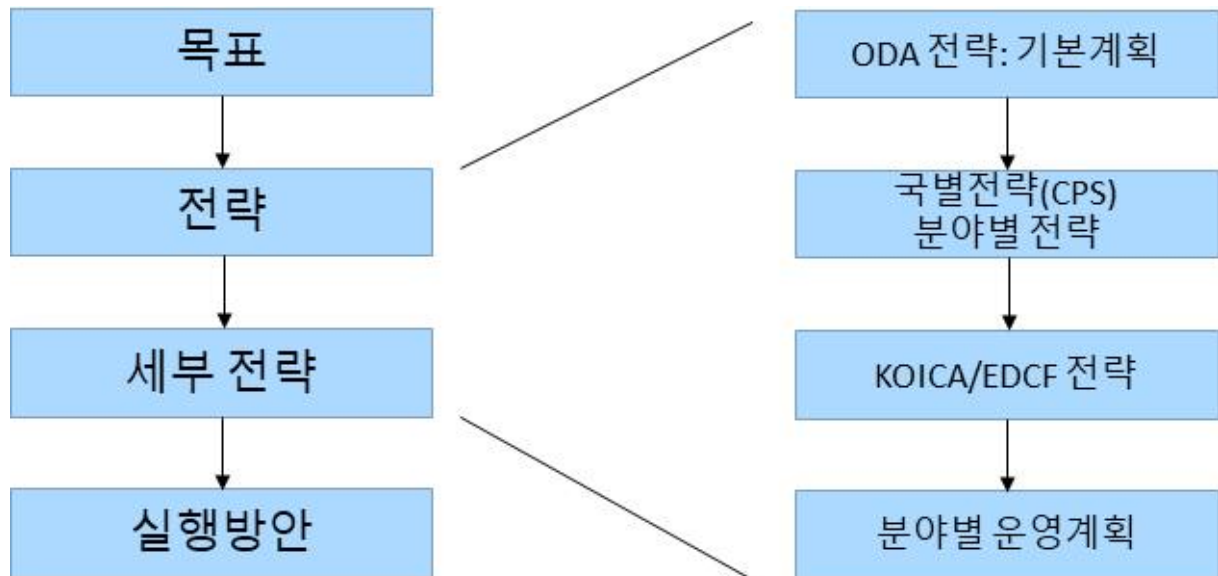 목표
전략
세부 전략
실행방안
ODA 전략: 기본계획
국별전략(CPS)
분야별 전략
KOICA/EDCF 전략
분야별 운영계획